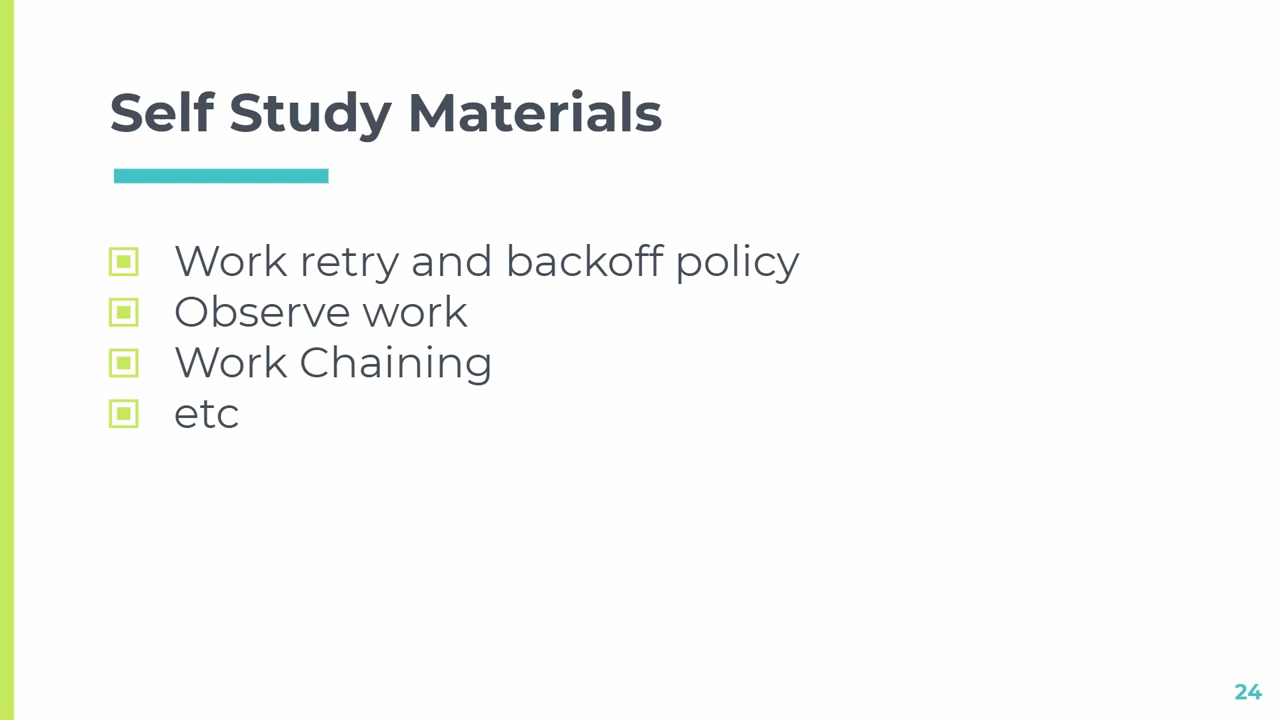 Self Study Materials
Work retry and backoff policy
Observe work
Work Chaining
etc
24